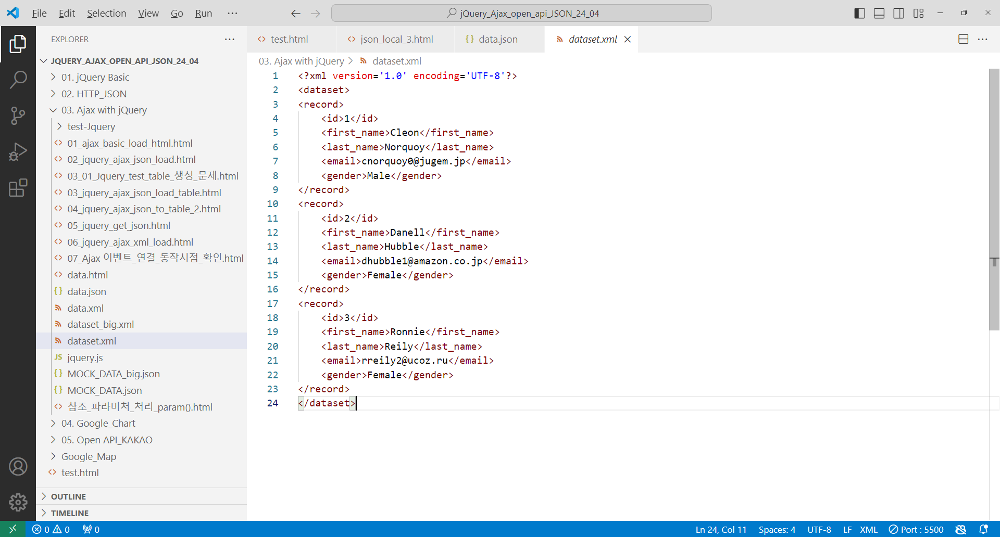 File Edit Selection View Go Run ··· jQuery_Ajax_open_api_JSON_24_04
EXPLORER ···
JQUERY_AJAX_OPEN_API_JSON_24_04
01. jQuery Basic
02. HTTP_JSON
03. Ajax with jQuery
test-Jquery
01_ajax_basic_load_html.html
02_jquery_ajax_json_load.html
03_01_Jquery_test_table_생성_문제.html
03_jquery_ajax_json_load_table.html
04_jquery_ajax_json_to_table_2.html
05_jquery_get_json.html
06_jquery_ajax_xml_load.html
07_Ajax 이벤트_연결_동작시점_확인.html
data.html
data.json
data.xml
dataset_big.xml
dataset.xml
JS jquery.js
MOCK_DATA_big.json
MOCK_DATA.json
참조_파라미처_처리_param().html
04. Google_Chart
05. Open API_KAKAO
Google_Map
test.html
OUTLINE
TIMELINE
test.html json_local_3.html data.json dataset.xml
03. Ajax with jQuery > dataset.xml
1 <?xml version='1.0' encoding='UTF-8'?>
2 <dataset>
3 <record>
4 <id>1</id>
5 <first_name>Cleon</first_name>
6 <last_name>Norquoy</last_name>
7 <email>cnorquoy0@jugem.jp</email>
8 <gender>Male</gender>
9 </record>
10 <record>
11 <id>2</id>
12 <first_name>Danell</first_name>
13 <last_name>Hubble</last_name>
14 <email>dhubble1@amazon.co.jp</email>
15 <gender>Female</gender>
16 </record>
17 <record>
18 <id>3</id>
19 <first_name>Ronnie</first_name>
20 <last_name>Reily</last_name>
21 <email>rreily2@ucoz.ru</email>
22 <gender>Female</gender>
23 </record>
24 </dataset>
0 0 0 Ln 24, Col 11 Spaces: 4 UTF-8 LF XML Port : 5500